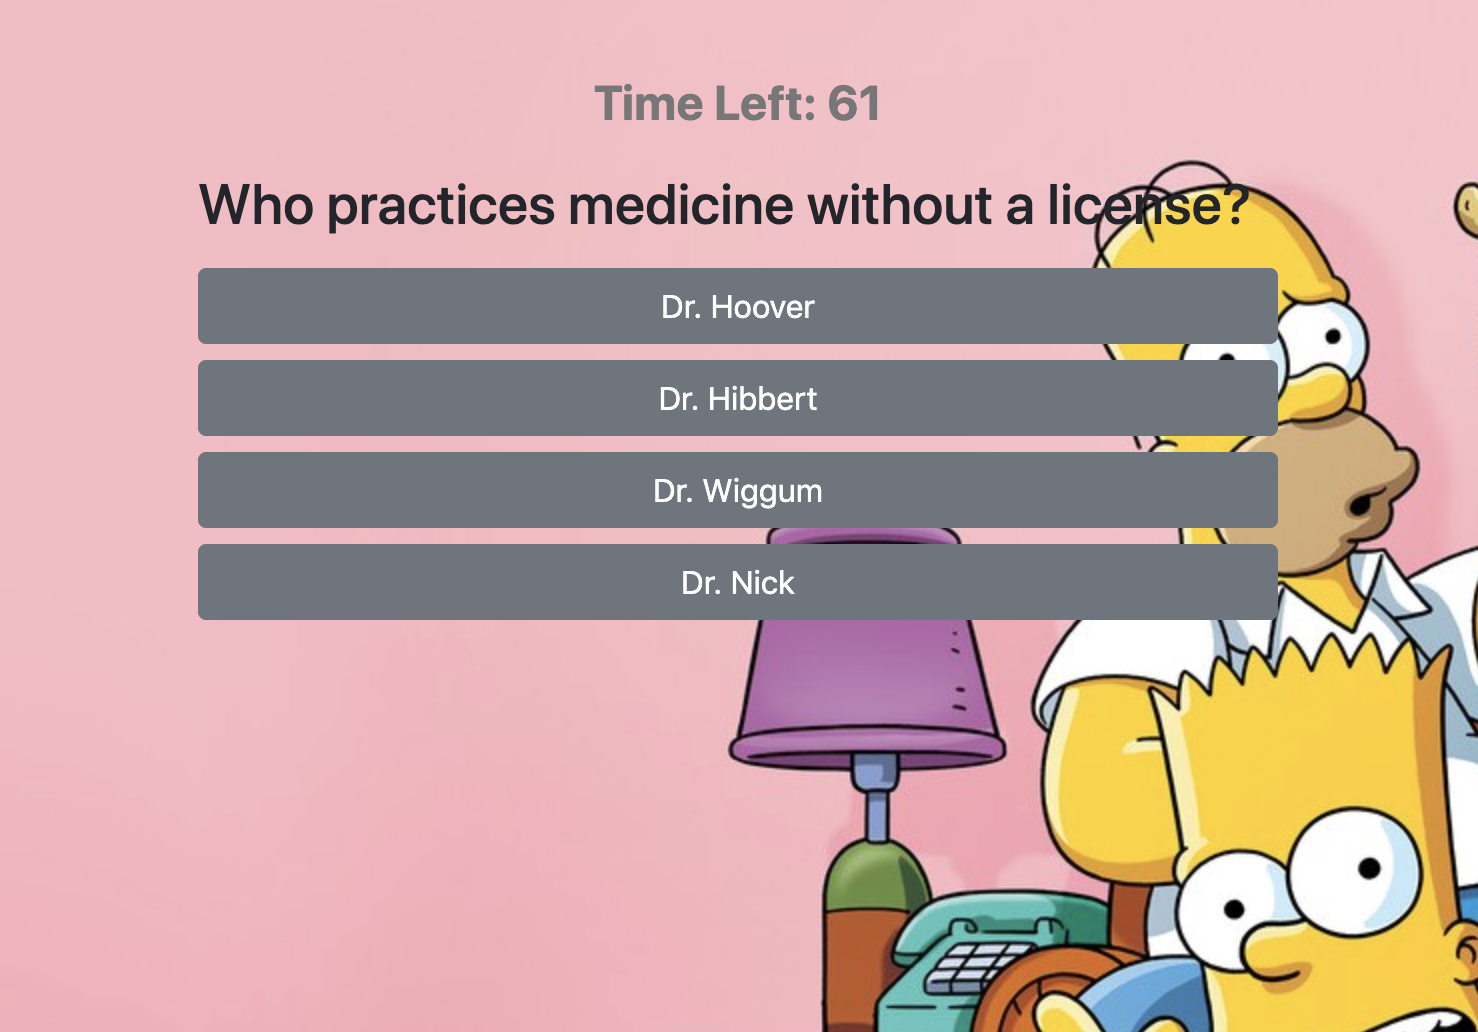 Time Left: 61
Who practices medicine without a license?
Dr. Hoover
Dr. Hibbert
Dr. Wiggum
Dr. Nick